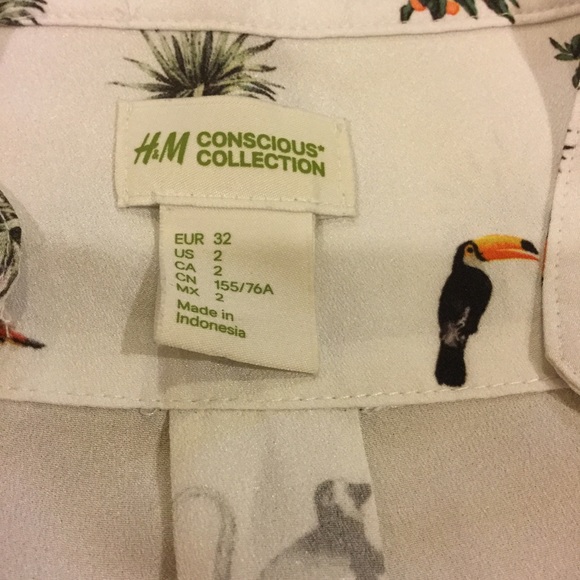 H&M CONSCIOUS*
COLLECTION
EUR 32
US 2
CA 2
CN 155/76A
MX 2
Made in
Indonesia